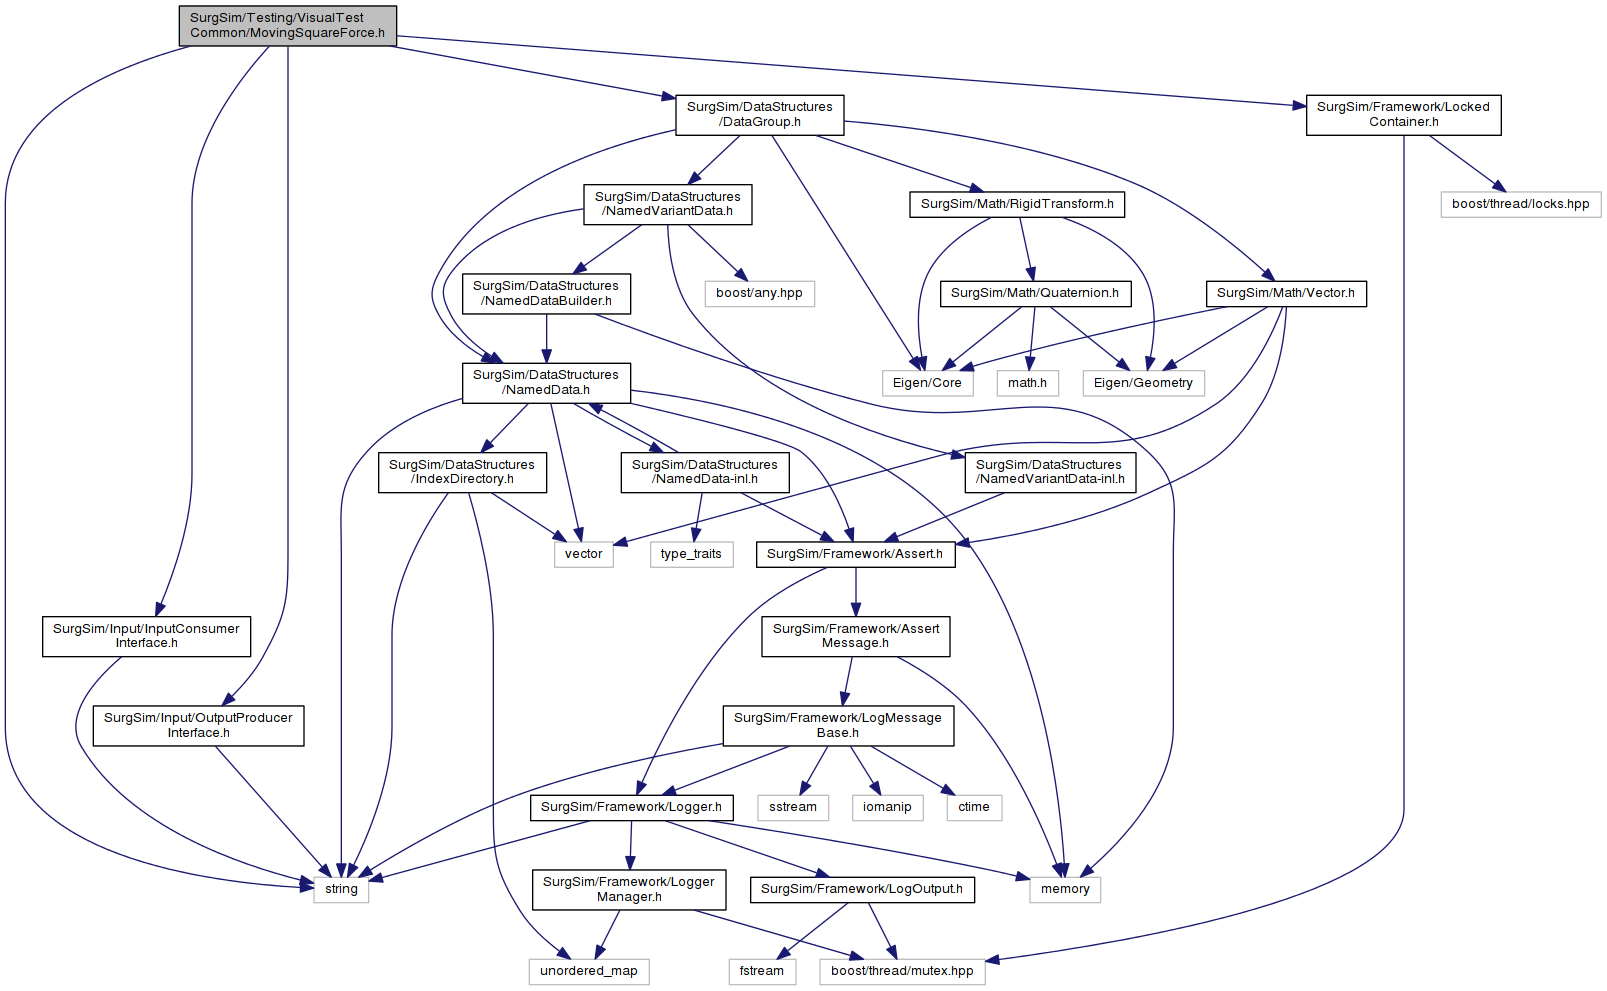 SurgSim/Testing/VisualTest
Common/MovingSquareForce.h
SurgSim/DataStructures
/DataGroup.h
SurgSim/Framework/Locked
Container.h
SurgSim/DataStructures
/NamedVariantData.h
SurgSim/Math/RigidTransform.h
boost/thread/locks.hpp
SurgSim/DataStructures
/NamedDataBuilder.h
boost/any.hpp
SurgSim/Math/Quaternion.h
SurgSim/Math/Vector.h
SurgSim/DataStructures
/NamedData.h
Eigen/Core
math.h
Eigen/Geometry
SurgSim/DataStructures
/IndexDirectory.h
SurgSim/DataStructures
/NamedData-inl.h
SurgSim/DataStructures
/NamedVariantData-inl.h
vector
type_traits
SurgSim/Framework/Assert.h
SurgSim/Input/InputConsumer
Interface.h
SurgSim/Framework/Assert
Message.h
SurgSim/Input/OutputProducer
Interface.h
SurgSim/Framework/LogMessage
Base.h
SurgSim/Framework/Logger.h
sstream
iomanip
ctime
string
SurgSim/Framework/Logger
Manager.h
SurgSim/Framework/LogOutput.h
memory
unordered_map
fstream
boost/thread/mutex.hpp